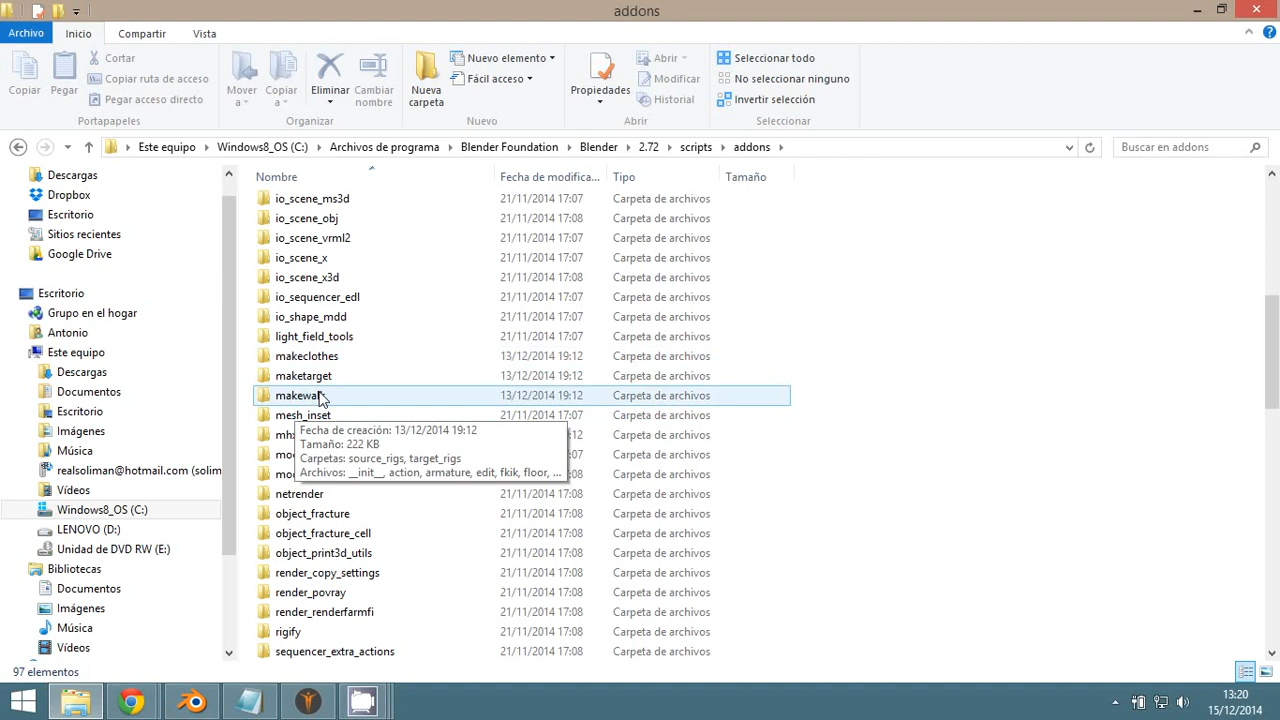 addons
Archivo Inicio Compartir Vista
Copiar Pegar Cortar Copiar ruta de acceso Pegar acceso directo
Portapapeles
Mover a Copiar a Eliminar Cambiar nombre
Organizar
Nueva carpeta Nuevo elemento Fácil acceso
Nuevo
Propiedades Abrir Modificar Historial
Abrir
Seleccionar todo
No seleccionar ninguno
Invertir selección
Seleccionar
Este equipo Windows8_OS (C:) Archivos de programa Blender Foundation Blender 2.72 scripts addons
Buscar en addons
Descargas
Dropbox
Escritorio
Sitios recientes
Google Drive
Escritorio
Grupo en el hogar
Antonio
Este equipo
Descargas
Documentos
Escritorio
Imágenes
Música
realsoliman@hotmail.com (solim
Vídeos
Windows8_OS (C:)
LENOVO (D:)
Unidad de DVD RW (E:)
Bibliotecas
Documentos
Imágenes
Música
Vídeos
Nombre Fecha de modifica... Tipo Tamaño
io_scene_ms3d 21/11/2014 17:07 Carpeta de archivos
io_scene_obj 21/11/2014 17:08 Carpeta de archivos
io_scene_vrml2 21/11/2014 17:07 Carpeta de archivos
io_scene_x 21/11/2014 17:07 Carpeta de archivos
io_scene_x3d 21/11/2014 17:08 Carpeta de archivos
io_sequencer_edl 21/11/2014 17:07 Carpeta de archivos
io_shape_mdd 21/11/2014 17:07 Carpeta de archivos
light_field_tools 21/11/2014 17:07 Carpeta de archivos
makeclothes 13/12/2014 19:12 Carpeta de archivos
maketarget 13/12/2014 19:12 Carpeta de archivos
13/12/2014 19:12 Carpeta de archivos
mesh_inset 21/11/2014 17:07 Carpeta de archivos
Fecha de creación: 13/12/2014 19:12
Tamaño: 222 KB
Carpetas: source_rigs, target_rigs
Archivos: __init__, action, armature, edit, fkik, floor, ...
:12 Carpeta de archivos
:08 Carpeta de archivos
:08 Carpeta de archivos
netrender 21/11/2014 17:08 Carpeta de archivos
object_fracture 21/11/2014 17:08 Carpeta de archivos
object_fracture_cell 21/11/2014 17:08 Carpeta de archivos
object_print3d_utils 21/11/2014 17:08 Carpeta de archivos
render_copy_settings 21/11/2014 17:08 Carpeta de archivos
render_povray 21/11/2014 17:08 Carpeta de archivos
render_renderfarmfi 21/11/2014 17:08 Carpeta de archivos
rigify 21/11/2014 17:08 Carpeta de archivos
sequencer_extra_actions 21/11/2014 17:08 Carpeta de archivos
97 elementos
13:20
15/12/2014